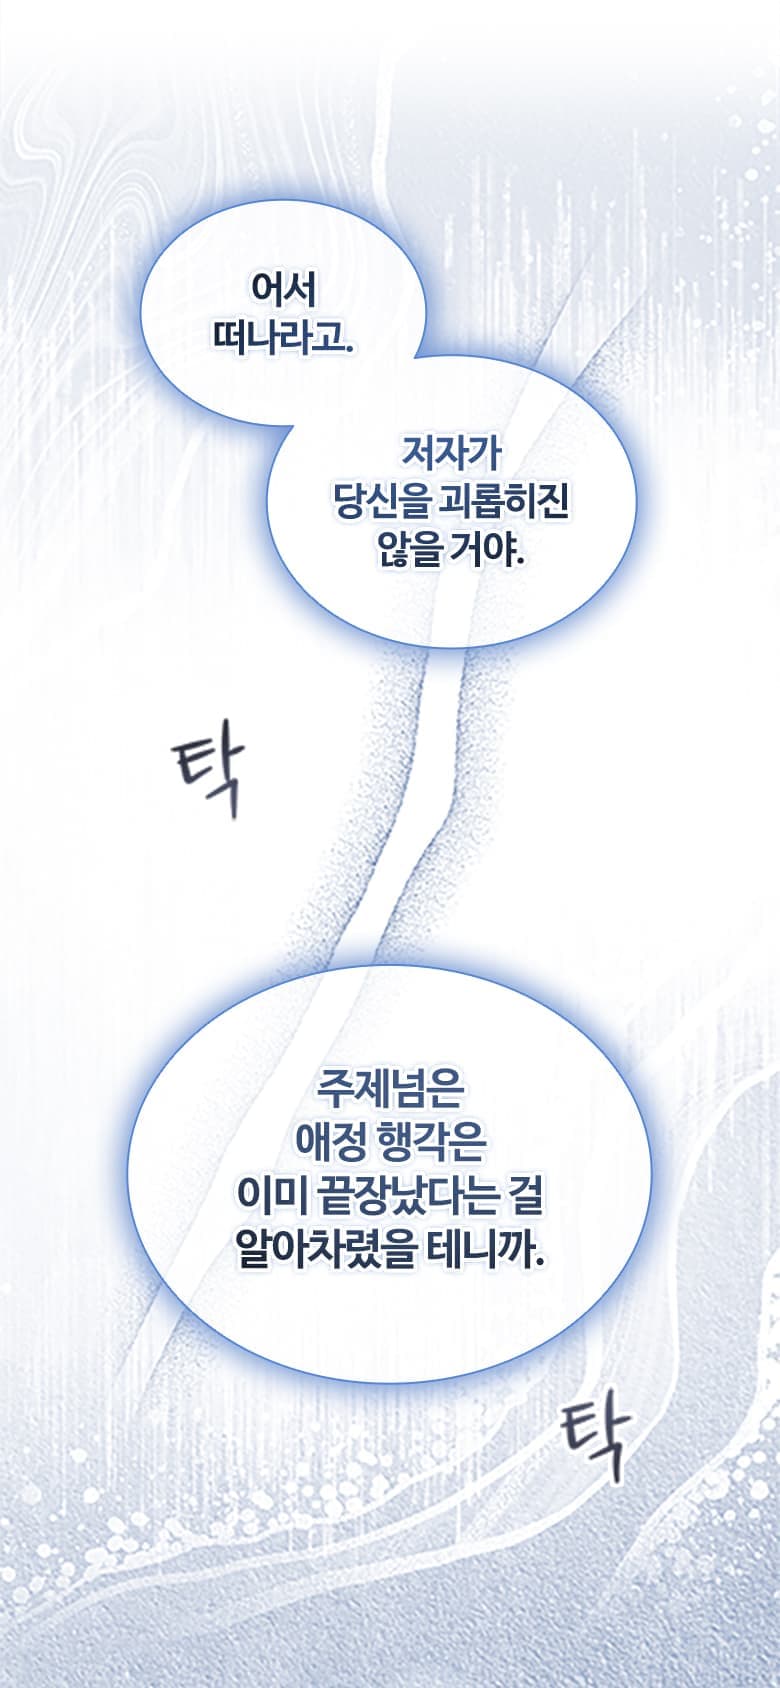 어서
떠나라고.
저자가
당신을 괴롭히진
않을 거야.
탁
주제넘은
애정 행각은
이미 끝장났다는 걸
알아차렸을 테니까.
탁